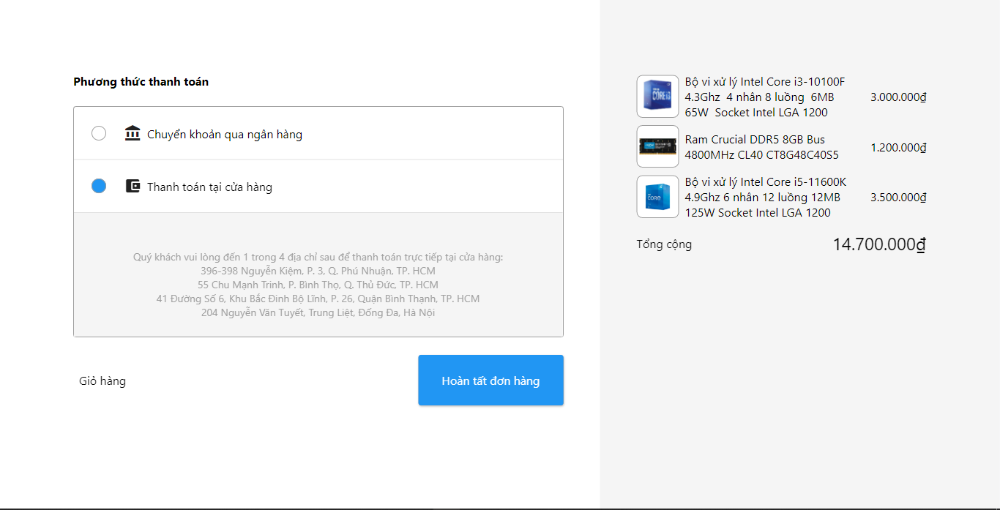 Phương thức thanh toán
Chuyển khoản qua ngân hàng
Thanh toán tại cửa hàng
Quý khách vui lòng đến 1 trong 4 địa chỉ sau để thanh toán trực tiếp tại cửa hàng:
396-398 Nguyễn Kiệm, P. 3, Q. Phú Nhuận, TP. HCM
55 Chu Mạnh Trinh, P. Bình Thọ, Q. Thủ Đức, TP. HCM
41 Đường Số 6, Khu Bắc Đinh Bộ Lĩnh, P. 26, Quận Bình Thạnh, TP. HCM
204 Nguyễn Văn Tuyết, Trung Liệt, Đống Đa, Hà Nội
Giỏ hàng
Hoàn tất đơn hàng
CORE i3
Bộ vi xử lý Intel Core i3-10100F
4.3Ghz 4 nhân 8 luồng 6MB
65W Socket Intel LGA 1200
3.000.000₫
Ram Crucial DDR5 8GB Bus
4800MHz CL40 CT8G48C40S5
1.200.000₫
CORE
Bộ vi xử lý Intel Core i5-11600K
4.9Ghz 6 nhân 12 luồng 12MB
125W Socket Intel LGA 1200
3.500.000₫
Tổng cộng
14.700.000₫